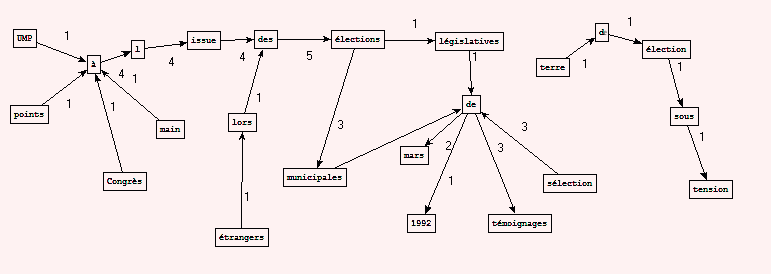 UMP
1
à
4
l
4
issue
4
des
5
élections
1
législatives
1
points
1
1
Congrès
1
main
lors
1
étrangers
1
municipales
3
de
mars
2
1992
1
témoignages
3
sélection
3
terre
1
de
1
élection
1
sous
1
tension